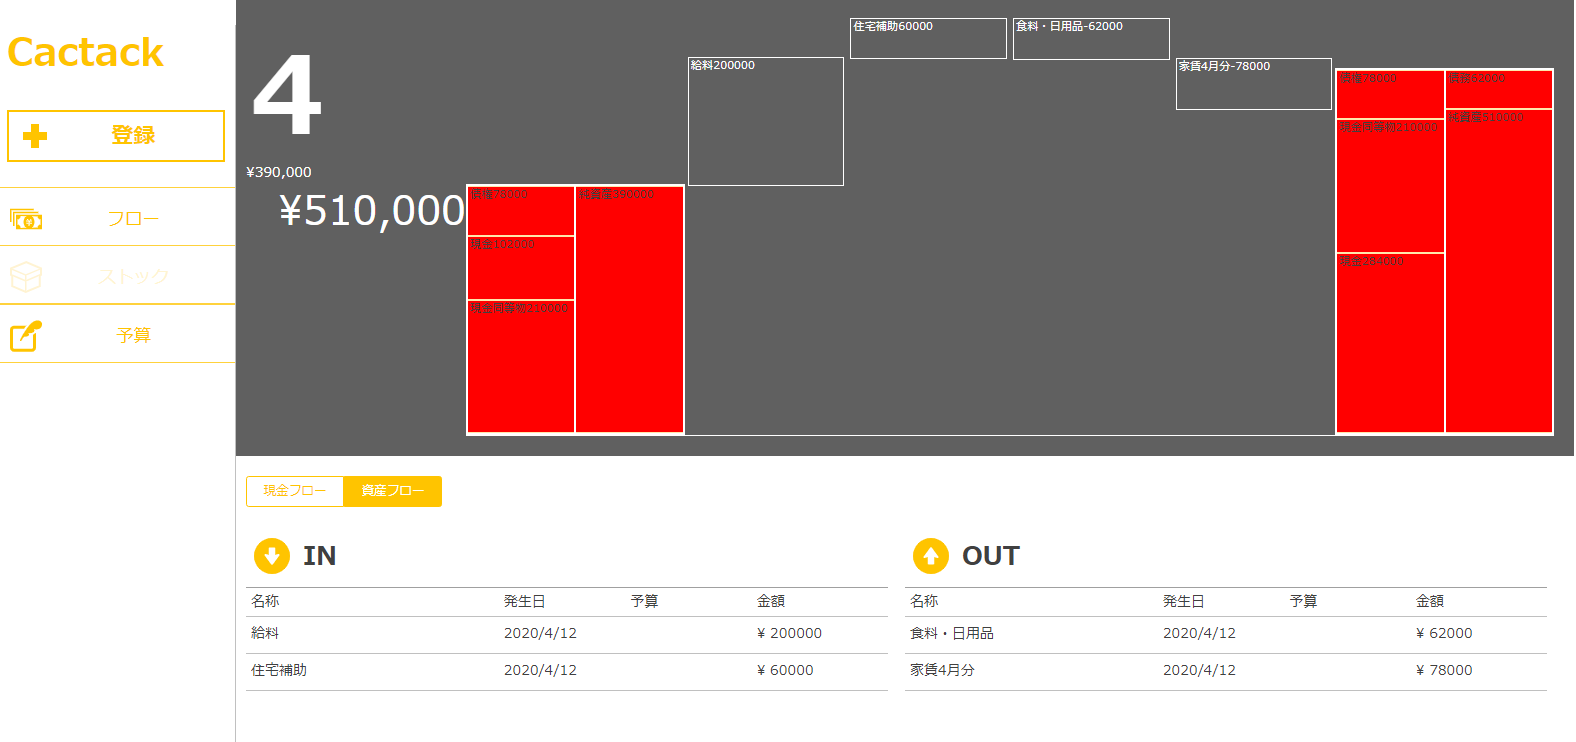 Cactack
登録
フロー
ストック
予算
4
¥390,000
¥510,000
債権78000
現金102000
現金同等物210000
純資産390000
給料200000
住宅補助60000
食料・日用品-62000
家賃4月分-78000
債権78000
現金同等物210000
現金284000
債務62000
純資産510000
現金フロー
資産フロー
IN
名称 発生日 予算 金額
給料 2020/4/12 ¥ 200000
住宅補助 2020/4/12 ¥ 60000
OUT
名称 発生日 予算 金額
食料・日用品 2020/4/12 ¥ 62000
家賃4月分 2020/4/12 ¥ 78000